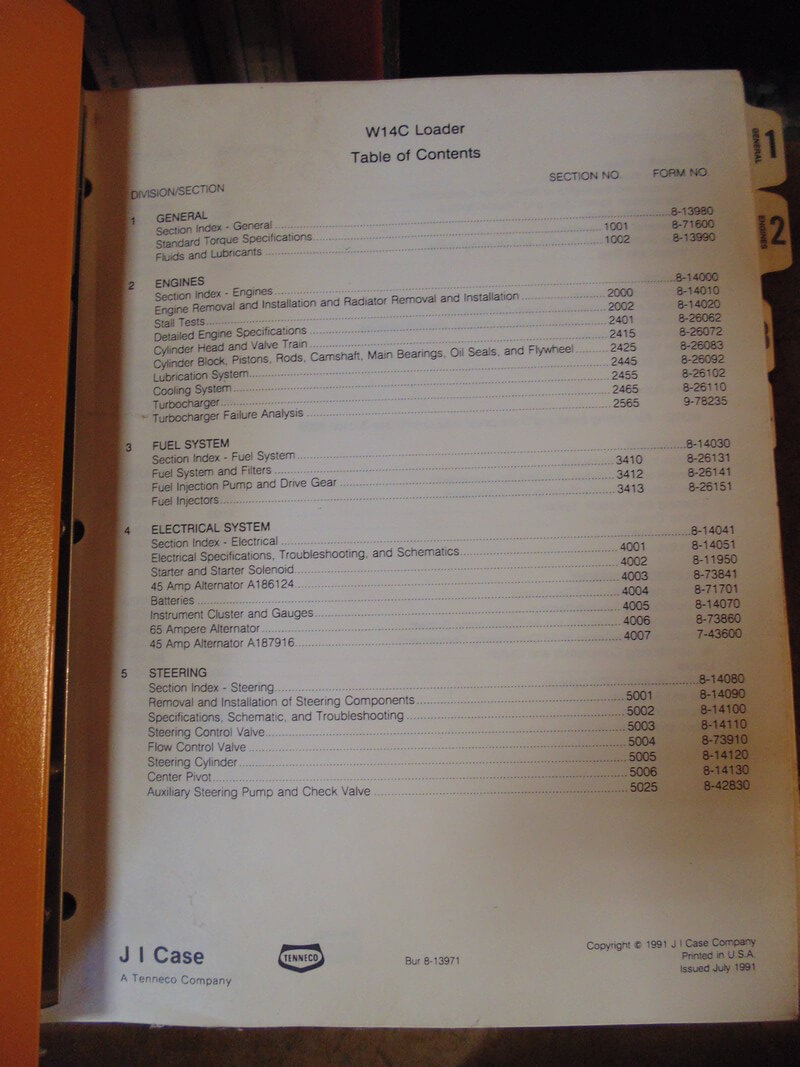 W14C Loader
Table of Contents
DIVISION/SECTION SECTION NO. FORM NO.
1 GENERAL
Section Index - General 8-13980
Standard Torque Specifications 1001 8-71600
Fluids and Lubricants 1002 8-13990
2 ENGINES
Section Index - Engines 8-14000
Engine Removal and Installation and Radiator Removal and Installation 2000 8-14010
Stall Tests 2002 8-14020
Detailed Engine Specifications 2401 8-26062
Cylinder Head and Valve Train 2415 8-26072
Cylinder Block, Pistons, Rods, Camshaft, Main Bearings, Oil Seals, and Flywheel 2425 8-26083
Lubrication System 2445 8-26092
Cooling System 2455 8-26102
Turbocharger 2465 8-26110
Turbocharger Failure Analysis 2565 9-78235
3 FUEL SYSTEM
Section Index - Fuel System 8-14030
Fuel System and Filters 3410 8-26131
Fuel Injection Pump and Drive Gear 3412 8-26141
Fuel Injectors 3413 8-26151
4 ELECTRICAL SYSTEM
Section Index - Electrical 8-14041
Electrical Specifications, Troubleshooting, and Schematics 4001 8-14051
Starter and Starter Solenoid 4002 8-11950
45 Amp Alternator A186124 4003 8-73841
Batteries 4004 8-71701
Instrument Cluster and Gauges 4005 8-14070
65 Ampere Alternator 4006 8-73860
45 Amp Alternator A187916 4007 7-43600
5 STEERING
Section Index - Steering 8-14080
Removal and Installation of Steering Components 5001 8-14090
Specifications, Schematic, and Troubleshooting 5002 8-14100
Steering Control Valve 5003 8-14110
Flow Control Valve 5004 8-73910
Steering Cylinder 5005 8-14120
Center Pivot 5006 8-14130
Auxiliary Steering Pump and Check Valve 5025 8-42830
J I Case
A Tenneco Company
TENNECO
Bur 8-13971
Copyright © 1991 J I Case Company
Printed in U.S.A.
Issued July 1991
1
GENERAL
2
ENGINES